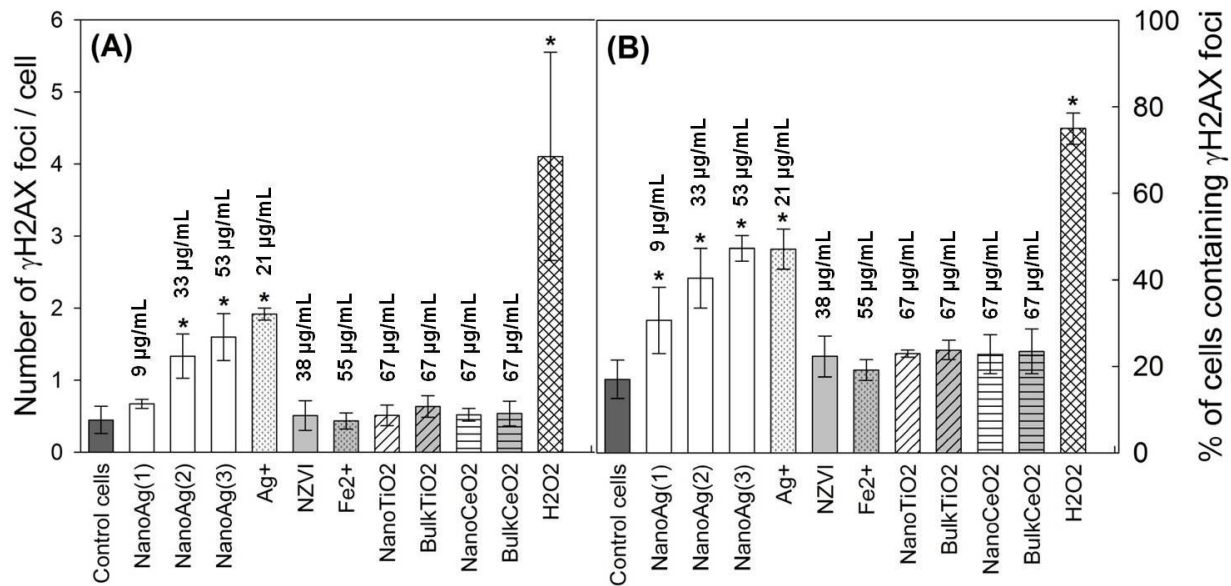 Number of γH2AX foci / cell
6
5
4
3
2
1
0
(A)
9 µg/mL
33 µg/mL
53 µg/mL
21 µg/mL
38 µg/mL
55 µg/mL
67 µg/mL
67 µg/mL
67 µg/mL
67 µg/mL
*
*
*
*
Control cells
NanoAg(1)
NanoAg(2)
NanoAg(3)
Ag+
NZVI
Fe2+
NanoTiO2
BulkTiO2
NanoCeO2
BulkCeO2
H2O2
(B)
9 µg/mL
33 µg/mL
53 µg/mL
21 µg/mL
38 µg/mL
55 µg/mL
67 µg/mL
67 µg/mL
67 µg/mL
67 µg/mL
*
*
*
*
*
Control cells
NanoAg(1)
NanoAg(2)
NanoAg(3)
Ag+
NZVI
Fe2+
NanoTiO2
BulkTiO2
NanoCeO2
BulkCeO2
H2O2
100
80
60
40
20
0
% of cells containing γH2AX foci